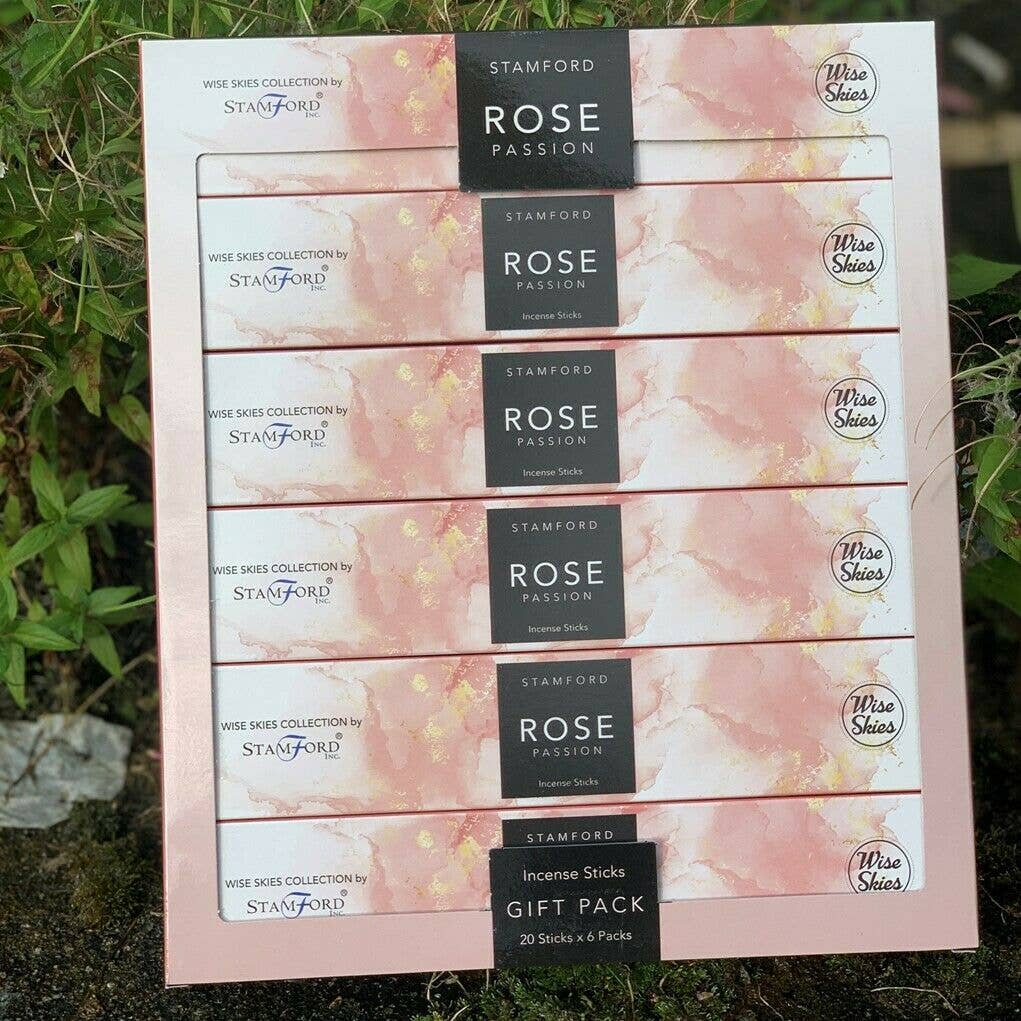 WISE SKIES COLLECTION by
STAMFORD®
INC.
STAMFORD
ROSE
PASSION
Wise
Skies
WISE SKIES COLLECTION by
STAMFORD®
INC.
STAMFORD
ROSE
PASSION
Incense Sticks
Wise
Skies
WISE SKIES COLLECTION by
STAMFORD®
INC.
STAMFORD
ROSE
PASSION
Incense Sticks
Wise
Skies
WISE SKIES COLLECTION by
STAMFORD®
INC.
STAMFORD
ROSE
PASSION
Incense Sticks
Wise
Skies
WISE SKIES COLLECTION by
STAMFORD®
INC.
STAMFORD
ROSE
PASSION
Incense Sticks
Wise
Skies
WISE SKIES COLLECTION by
STAMFORD®
INC.
STAMFORD
Incense Sticks
GIFT PACK
20 Sticks x 6 Packs
Wise
Skies